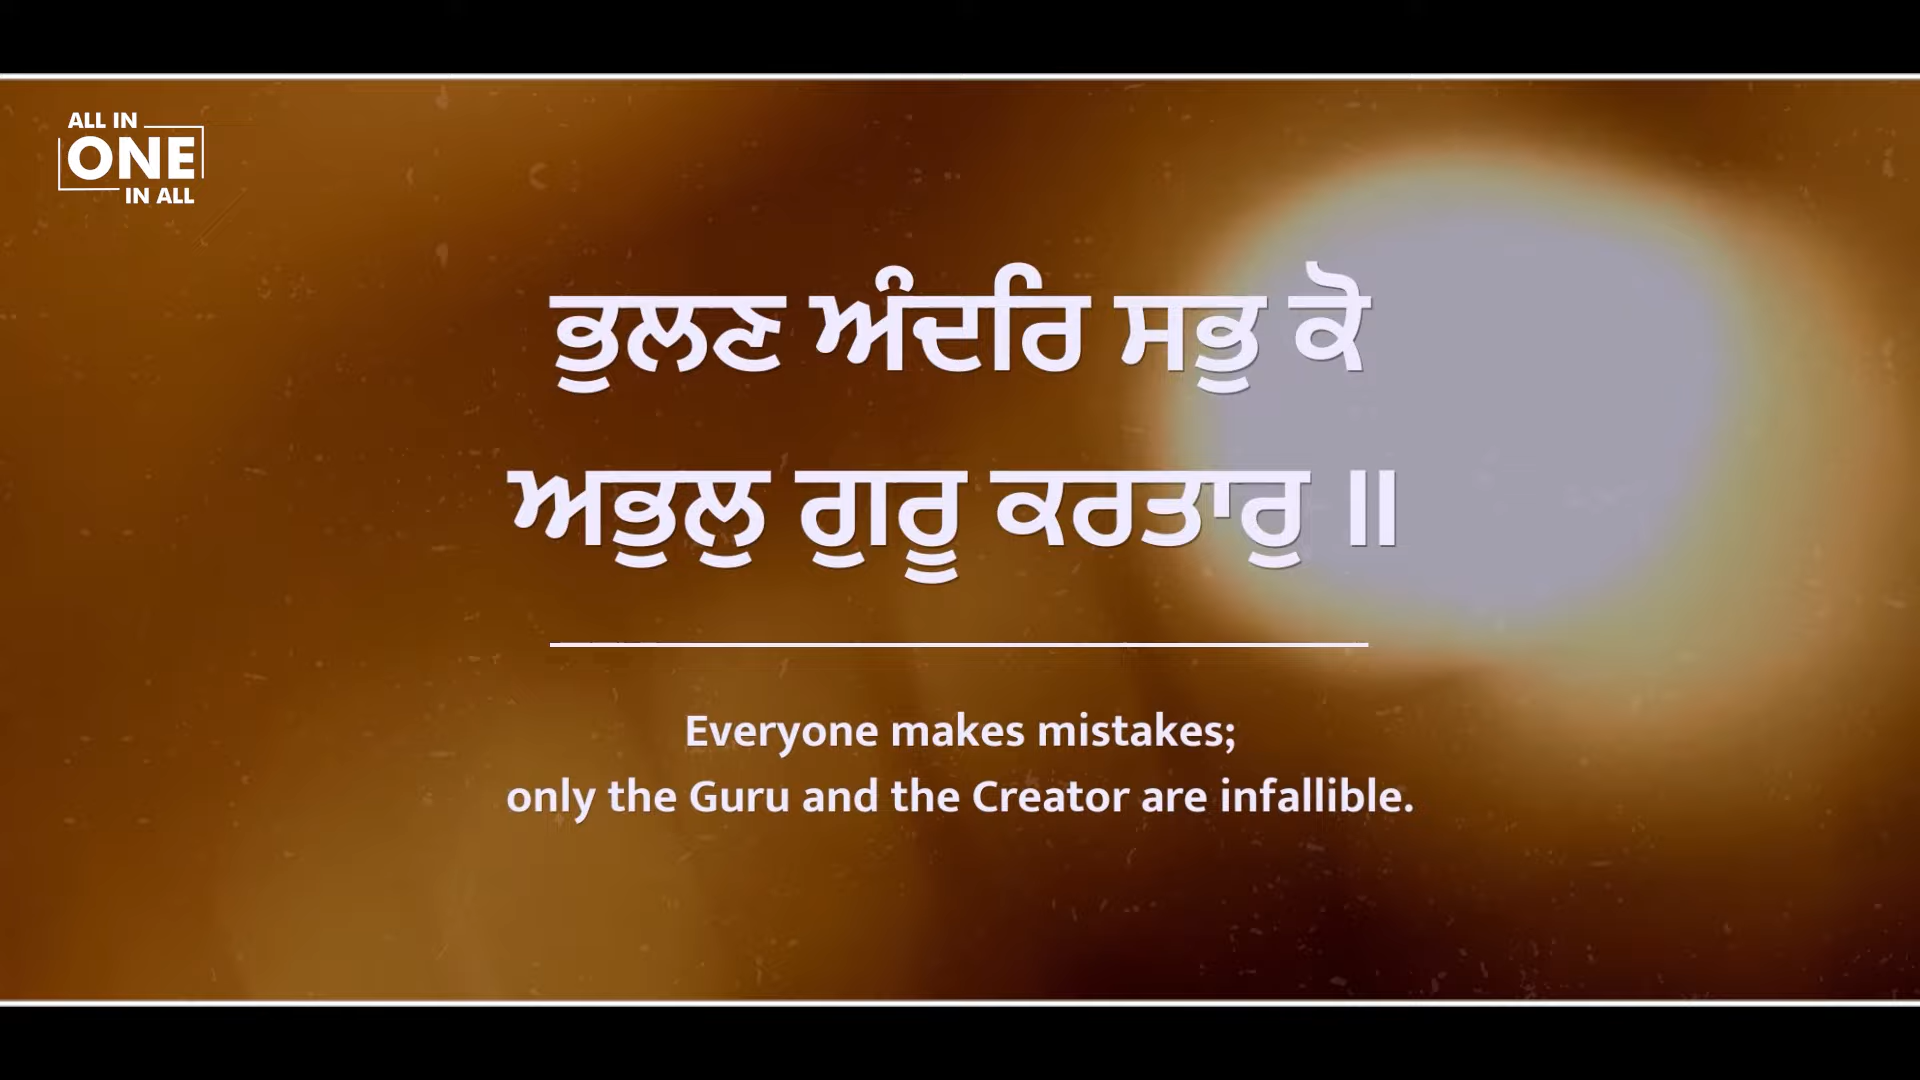 ALL IN
ONE
IN ALL
ਭੁਲਣ ਅੰਦਰਿ ਸਭੁ ਕੋ
ਅਭੁਲੁ ਗੁਰੂ ਕਰਤਾਰੁ ॥
Everyone makes mistakes;
only the Guru and the Creator are infallible.